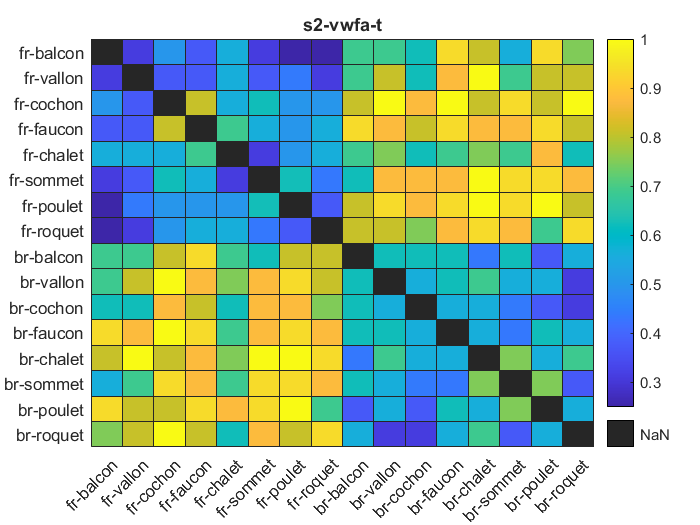 s2-vwfa-t
fr-balcon
fr-vallon
fr-cochon
fr-faucon
fr-chalet
fr-sommet
fr-poulet
fr-roquet
br-balcon
br-vallon
br-cochon
br-faucon
br-chalet
br-sommet
br-poulet
br-roquet
fr-balcon
fr-vallon
fr-cochon
fr-faucon
fr-chalet
fr-sommet
fr-poulet
fr-roquet
br-balcon
br-vallon
br-cochon
br-faucon
br-chalet
br-sommet
br-poulet
br-roquet
1
0.9
0.8
0.7
0.6
0.5
0.4
0.3
NaN